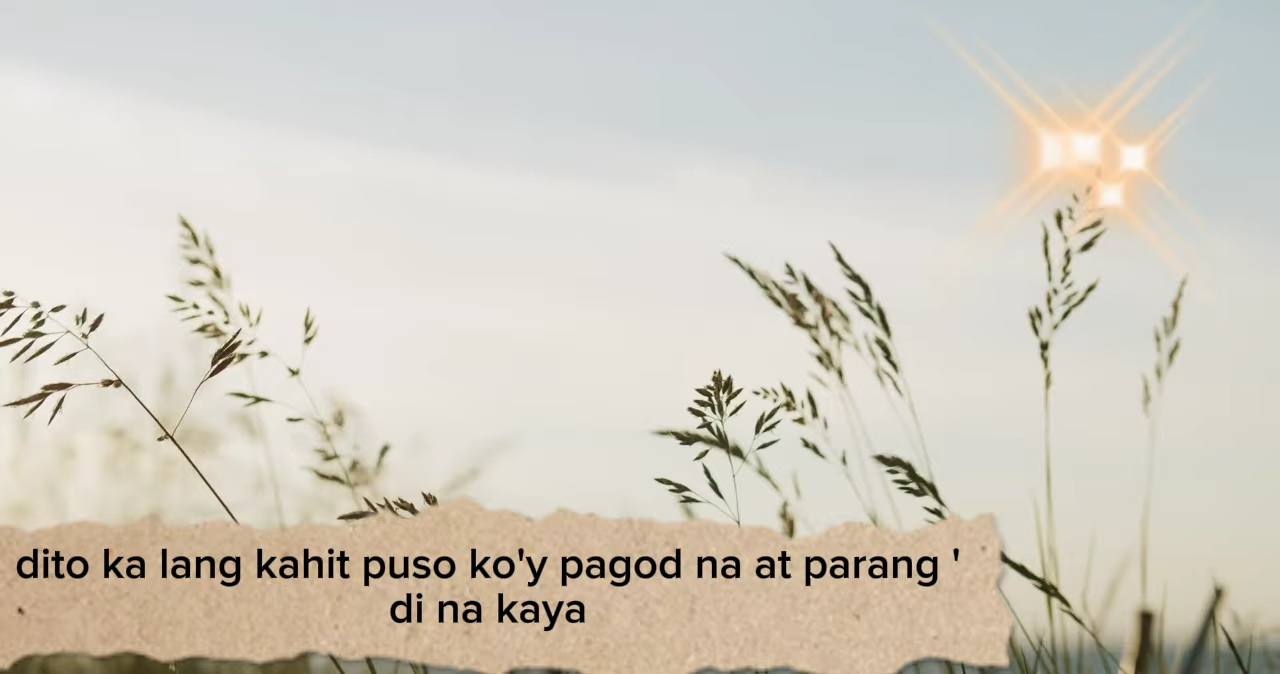 dito ka lang kahit puso ko'y pagod na at parang '
di na kaya